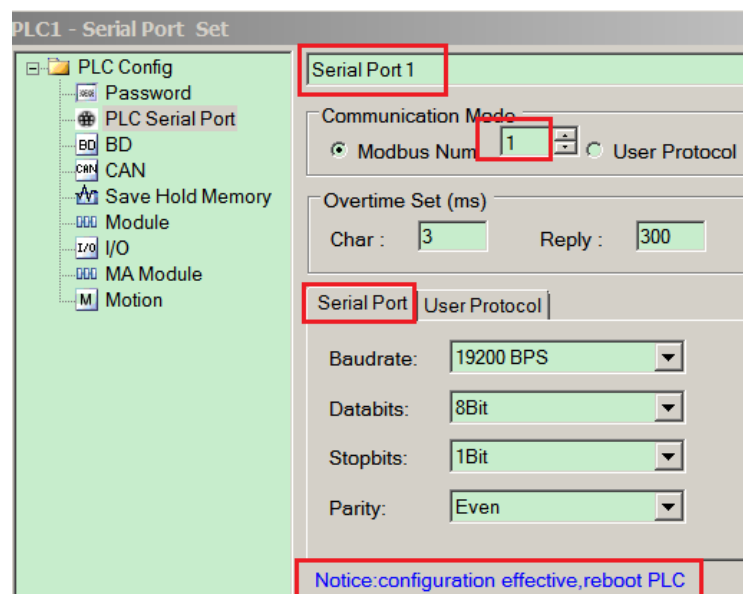 PLC1 - Serial Port Set
PLC Config
Password
PLC Serial Port
BD BD
CAN CAN
Save Hold Memory
Module
I/O I/O
MA Module
M Motion
Serial Port 1
Communication Mode
Modbus Num 1 User Protocol
Overtime Set (ms)
Char : 3 Reply : 300
Serial Port User Protocol
Baudrate: 19200 BPS
Databits: 8Bit
Stopbits: 1Bit
Parity: Even
Notice:configuration effective,reboot PLC